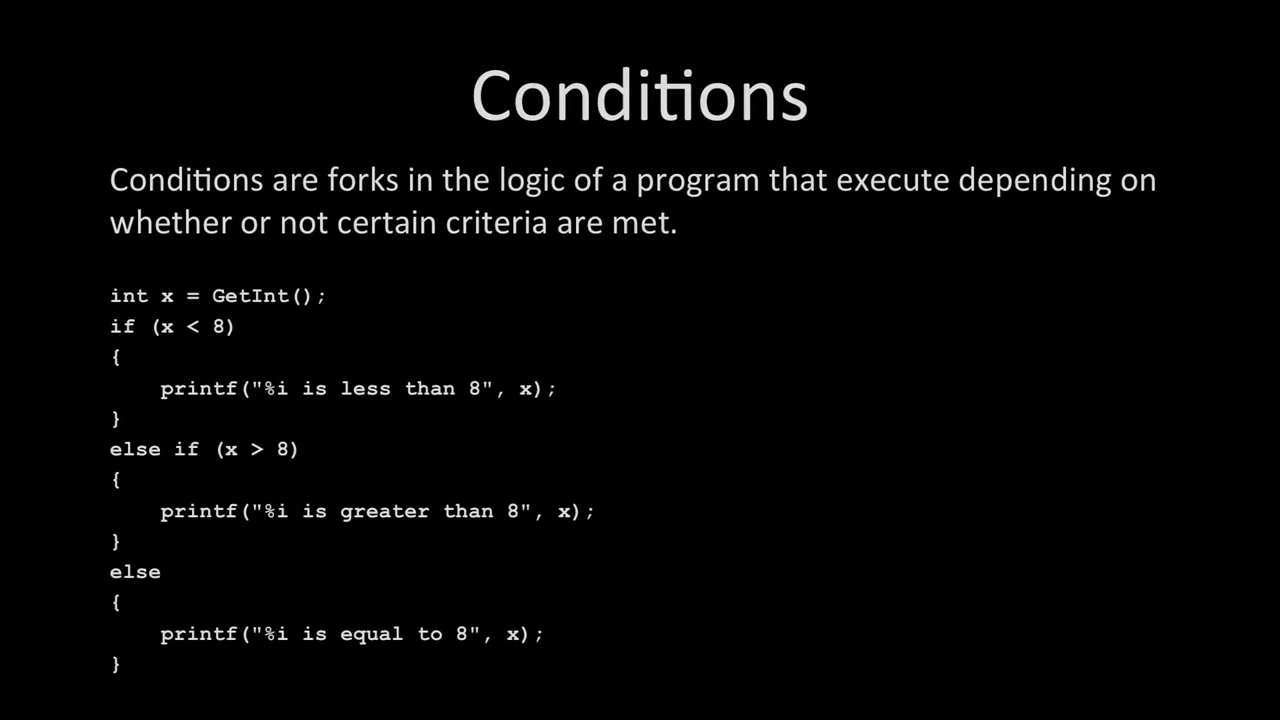 Conditions
Conditions are forks in the logic of a program that execute depending on
whether or not certain criteria are met.
int x = GetInt();
if (x < 8)
{
    printf("%i is less than 8", x);
}
else if (x > 8)
{
    printf("%i is greater than 8", x);
}
else
{
    printf("%i is equal to 8", x);
}